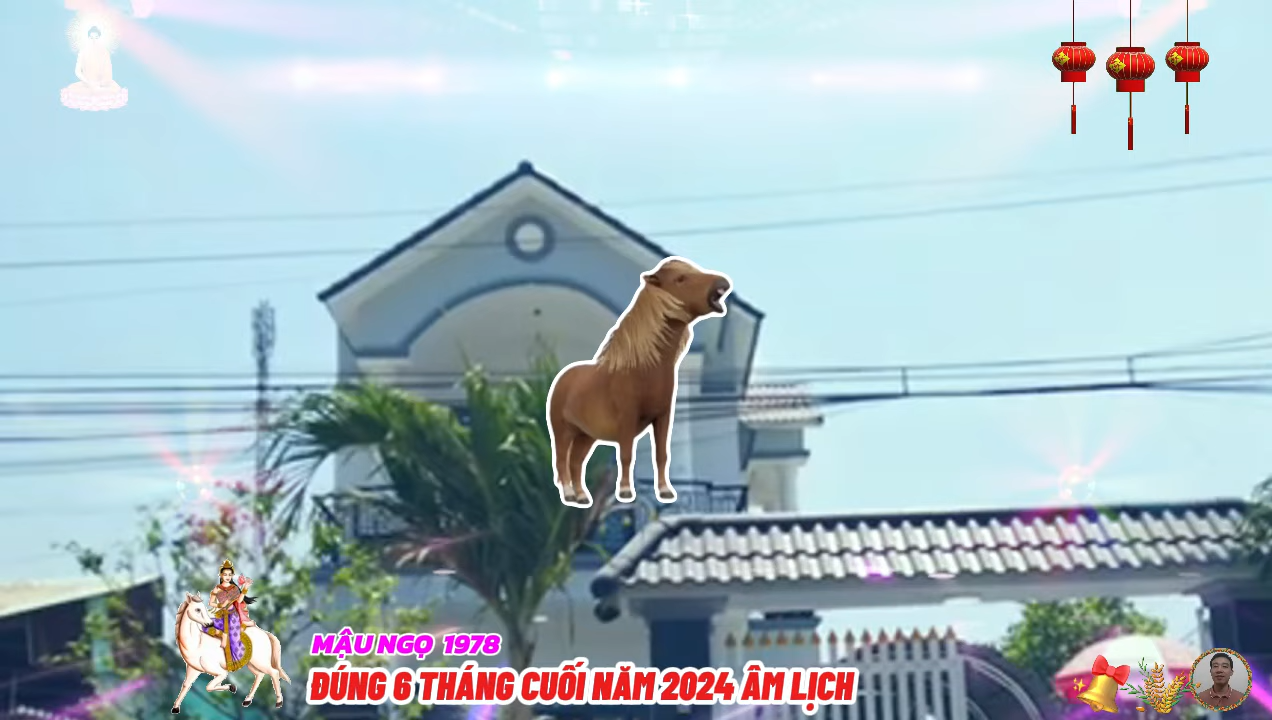 MẬU NGỌ 1978
ĐÚNG 6 THÁNG CUỐI NĂM 2024 ÂM LỊCH